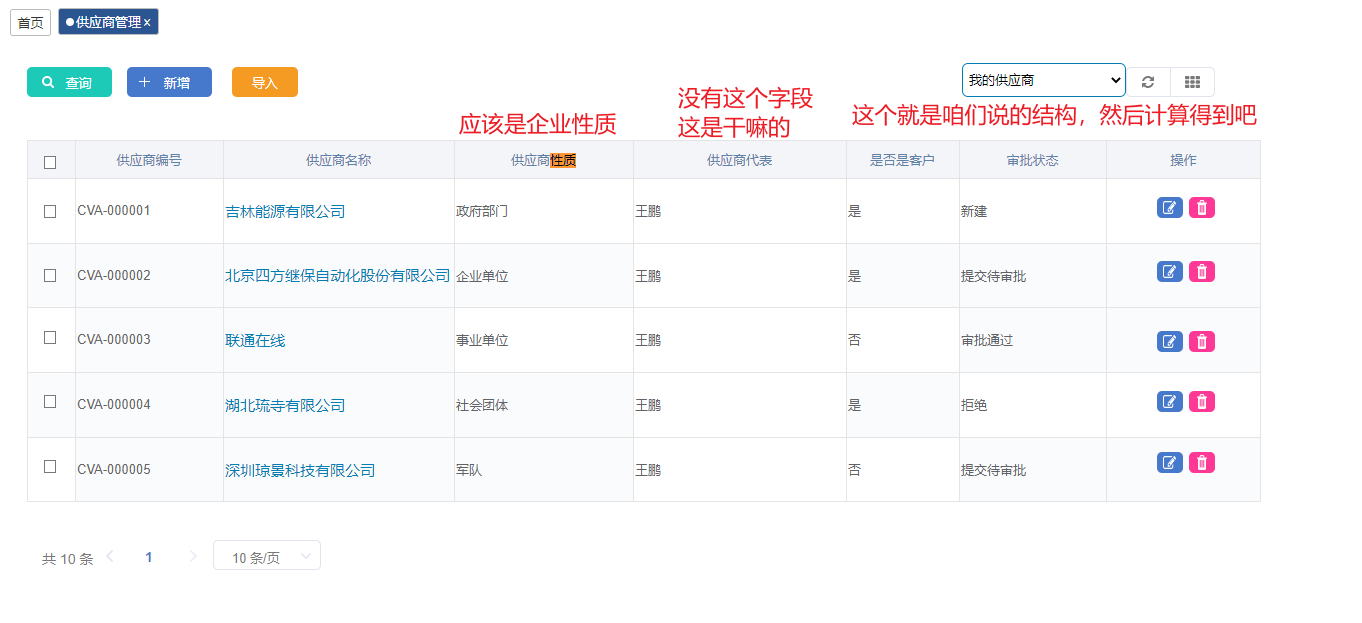 首页 ●供应商管理×
查询 新增 导入 我的供应商
没有这个字段
应该是企业性质 这是干嘛的 这个就是咱们说的结构，然后计算得到吧
供应商编号 供应商名称 供应商性质 供应商代表 是否是客户 审批状态 操作
CVA-000001 吉林能源有限公司 政府部门 王鹏 是 新建
CVA-000002 北京四方继保自动化股份有限公司 企业单位 王鹏 是 提交待审批
CVA-000003 联通在线 事业单位 王鹏 否 审批通过
CVA-000004 湖北琉寺有限公司 社会团体 王鹏 是 拒绝
CVA-000005 深圳琼景科技有限公司 军队 王鹏 否 提交待审批
共 10 条 1 10 条/页